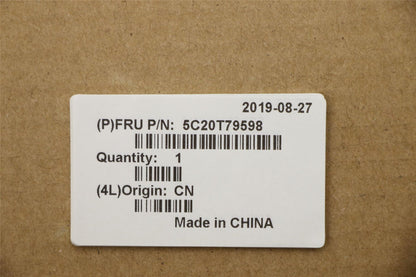 2019-08-27
(P)FRU P/N: 5C20T79598
Quantity: 1
(4L)Origin: CN
Made in CHINA